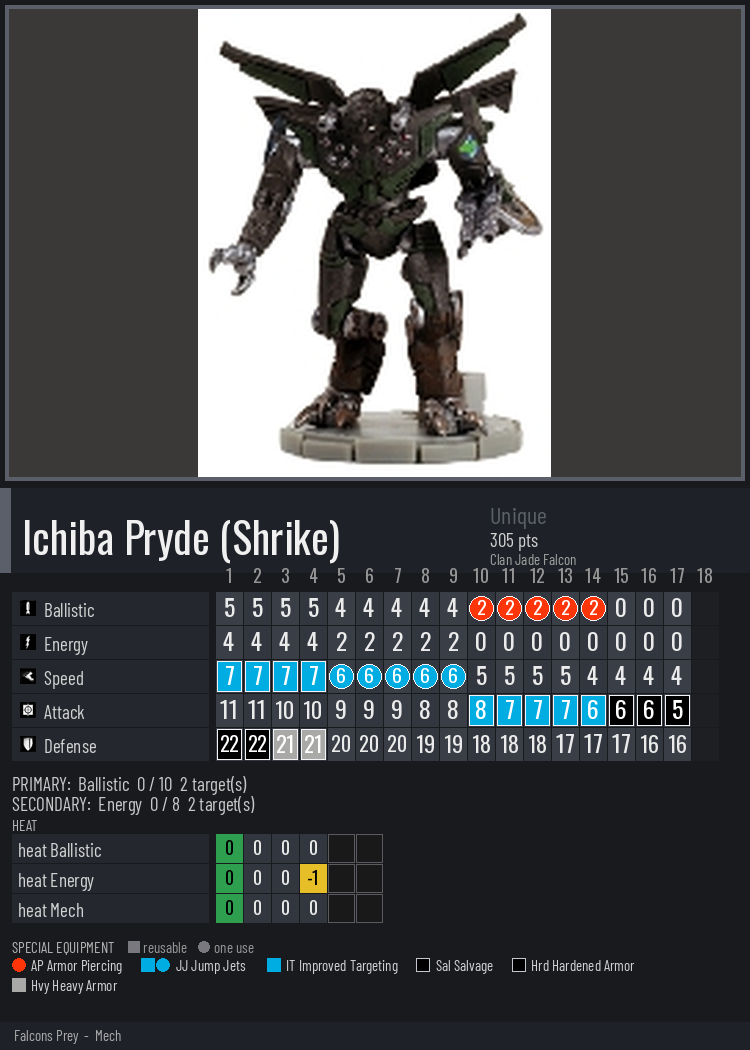 Ichiba Pryde (Shrike)
Unique
305 pts
Clan Jade Falcon
1 2 3 4 5 6 7 8 9 10 11 12 13 14 15 16 17 18
Ballistic 5 5 5 5 4 4 4 4 4 2 2 2 2 2 0 0 0
Energy 4 4 4 4 2 2 2 2 2 0 0 0 0 0 0 0 0
Speed 7 7 7 7 6 6 6 6 6 5 5 5 5 4 4 4 4
Attack 11 11 10 10 9 9 9 8 8 8 7 7 7 6 6 6 5
Defense 22 22 21 21 20 20 20 19 19 18 18 18 17 17 17 16 16
PRIMARY: Ballistic 0 / 10 2 target(s)
SECONDARY: Energy 0 / 8 2 target(s)
HEAT
heat Ballistic 0 0 0 0
heat Energy 0 0 0 -1
heat Mech 0 0 0 0
SPECIAL EQUIPMENT reusable one use
AP Armor Piercing JJ Jump Jets IT Improved Targeting Sal Salvage Hrd Hardened Armor
Hvy Heavy Armor
Falcons Prey - Mech